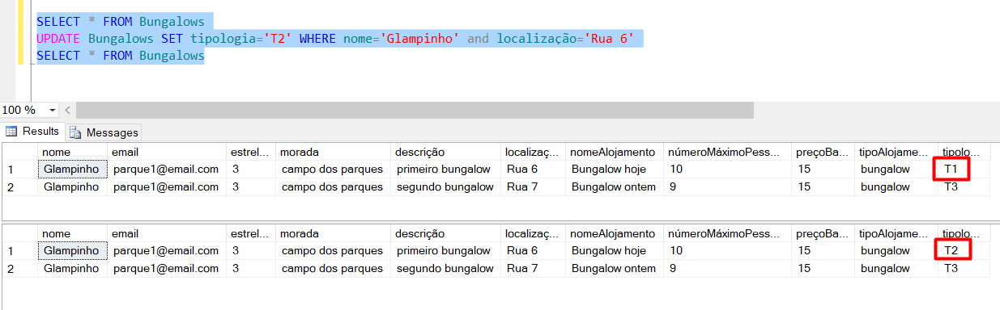 SELECT * FROM Bungalows
UPDATE Bungalows SET tipologia='T2' WHERE nome='Glampinho' and localização='Rua 6'
SELECT * FROM Bungalows
100 %
Results Messages
nome email estrel... morada descrição localizaç... nomeAlojamento númeroMáximoPess... preçoBa... tipoAlojame... tipolo...
1 Glampinho parque1@email.com 3 campo dos parques primeiro bungalow Rua 6 Bungalow hoje 10 15 bungalow T1
2 Glampinho parque1@email.com 3 campo dos parques segundo bungalow Rua 7 Bungalow ontem 9 15 bungalow T3
nome email estrel... morada descrição localizaç... nomeAlojamento númeroMáximoPess... preçoBa... tipoAlojame... tipolo...
1 Glampinho parque1@email.com 3 campo dos parques primeiro bungalow Rua 6 Bungalow hoje 10 15 bungalow T2
2 Glampinho parque1@email.com 3 campo dos parques segundo bungalow Rua 7 Bungalow ontem 9 15 bungalow T3